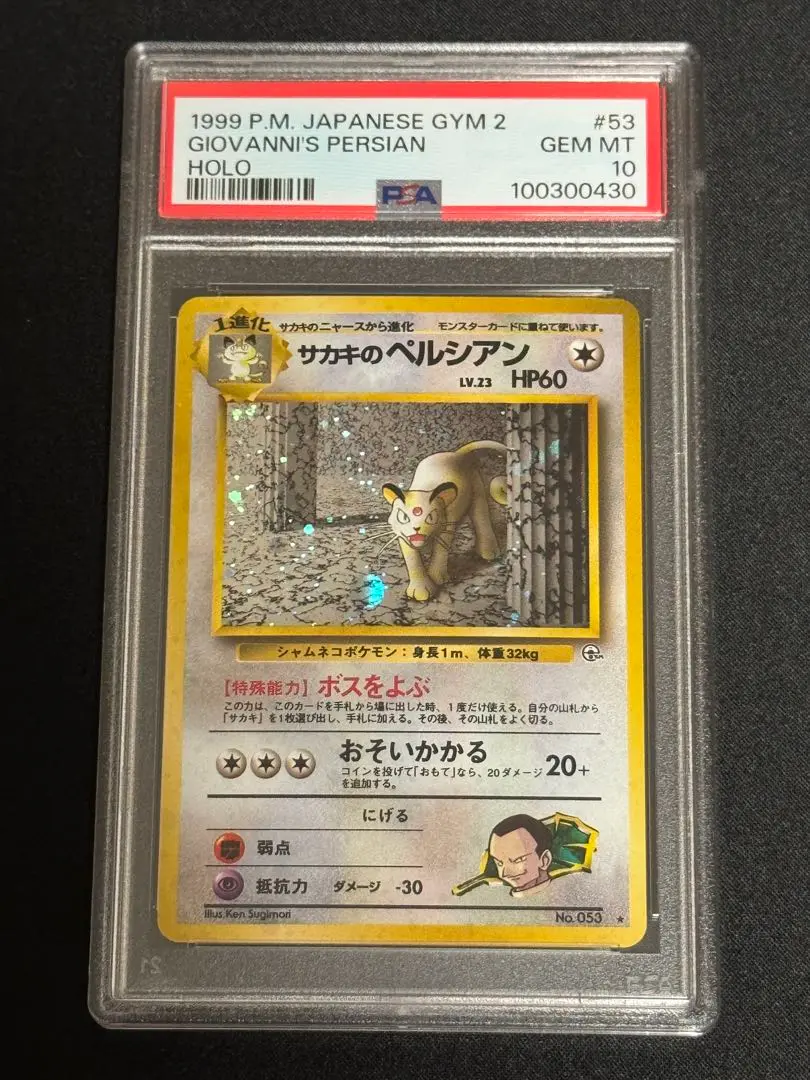 1999 P.M. JAPANESE GYM 2 #53
GIOVANNI'S PERSIAN GEM MT
HOLO 10
PSA 100300430
1進化 サカキのニャースから進化 モンスターカードに重ねて使います。
サカキのペルシアン
LV.23 HP60
シャムネコポケモン:身長1m、体重32kg
【特殊能力】ボスをよぶ
この力は、このカードを手札から場に出した時、1度だけ使える。自分の山札から
「サカキ」を1枚選び出し、手札に加える。その後、その山札をよく切る。
おそいかかる
コインを投げて「おもて」なら、20ダメージ 20+
を追加する。
にげる
弱点
抵抗力 ダメージ -30
Illus. Ken Sugimori No.053 ★
PSA